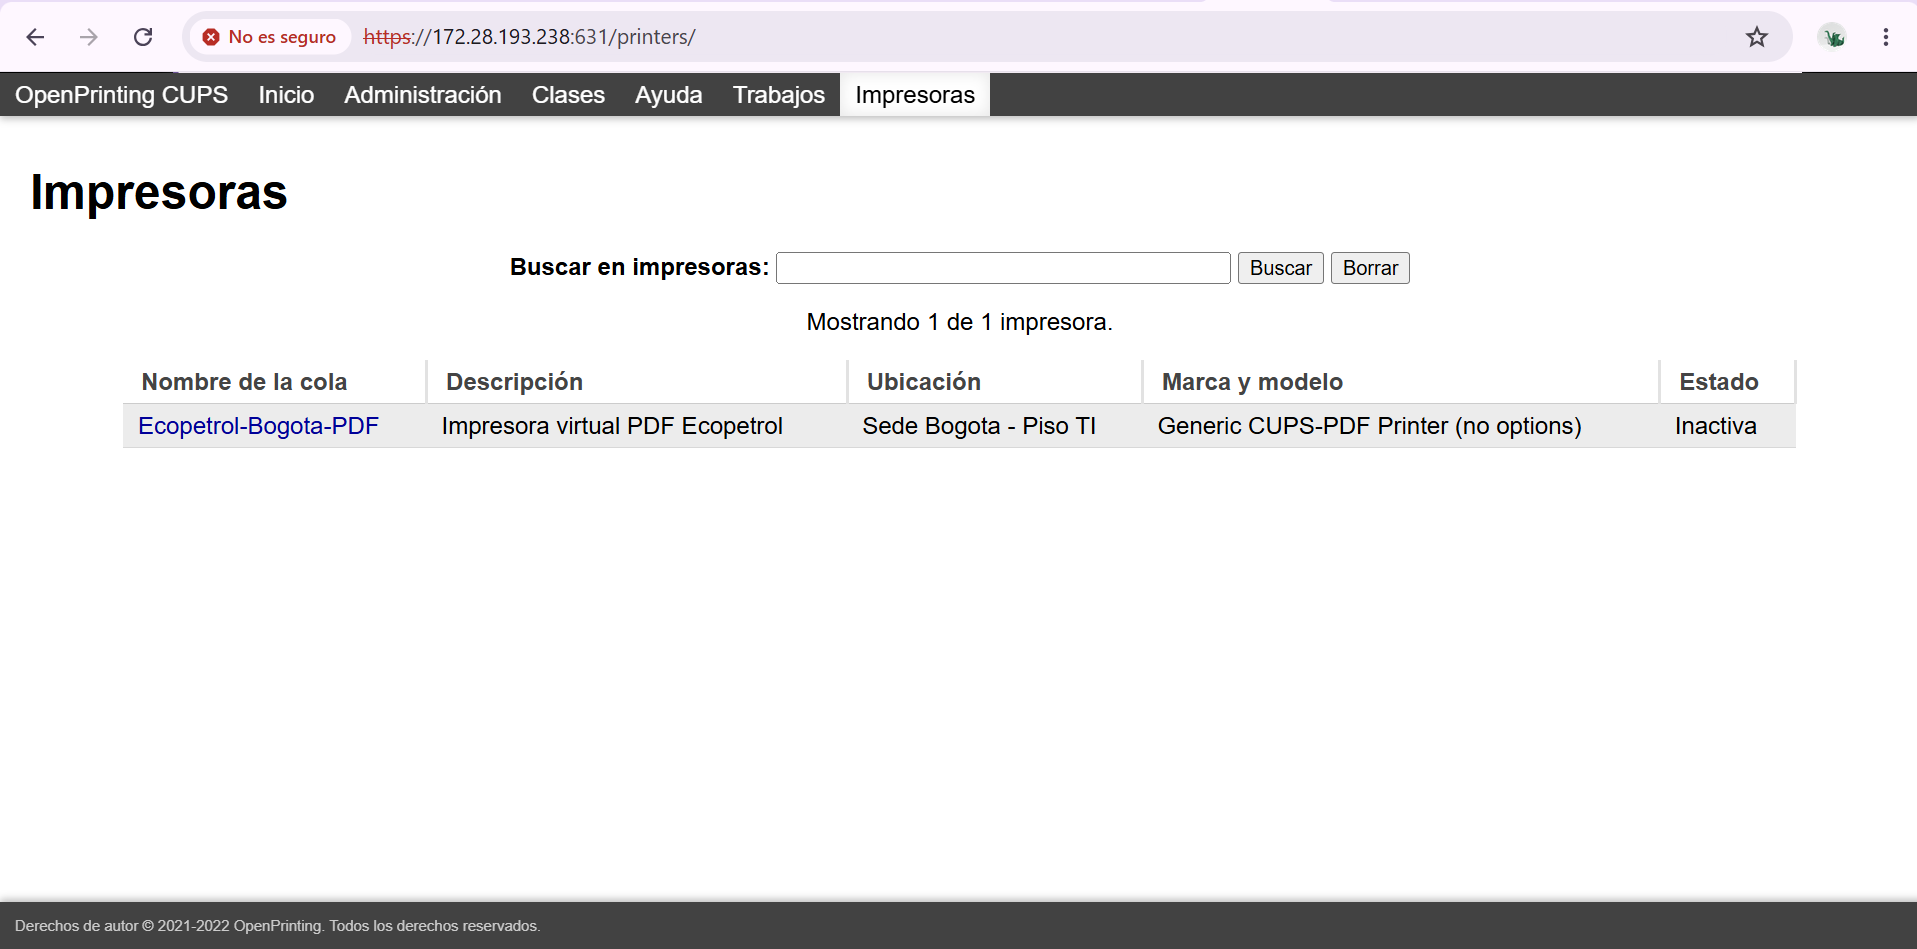 No es seguro https://172.28.193.238:631/printers/
OpenPrinting CUPS Inicio Administración Clases Ayuda Trabajos Impresoras
Impresoras
Buscar en impresoras: Buscar Borrar
Mostrando 1 de 1 impresora.
Nombre de la cola Descripción Ubicación Marca y modelo Estado
Ecopetrol-Bogota-PDF Impresora virtual PDF Ecopetrol Sede Bogota - Piso TI Generic CUPS-PDF Printer (no options) Inactiva
Derechos de autor © 2021-2022 OpenPrinting. Todos los derechos reservados.